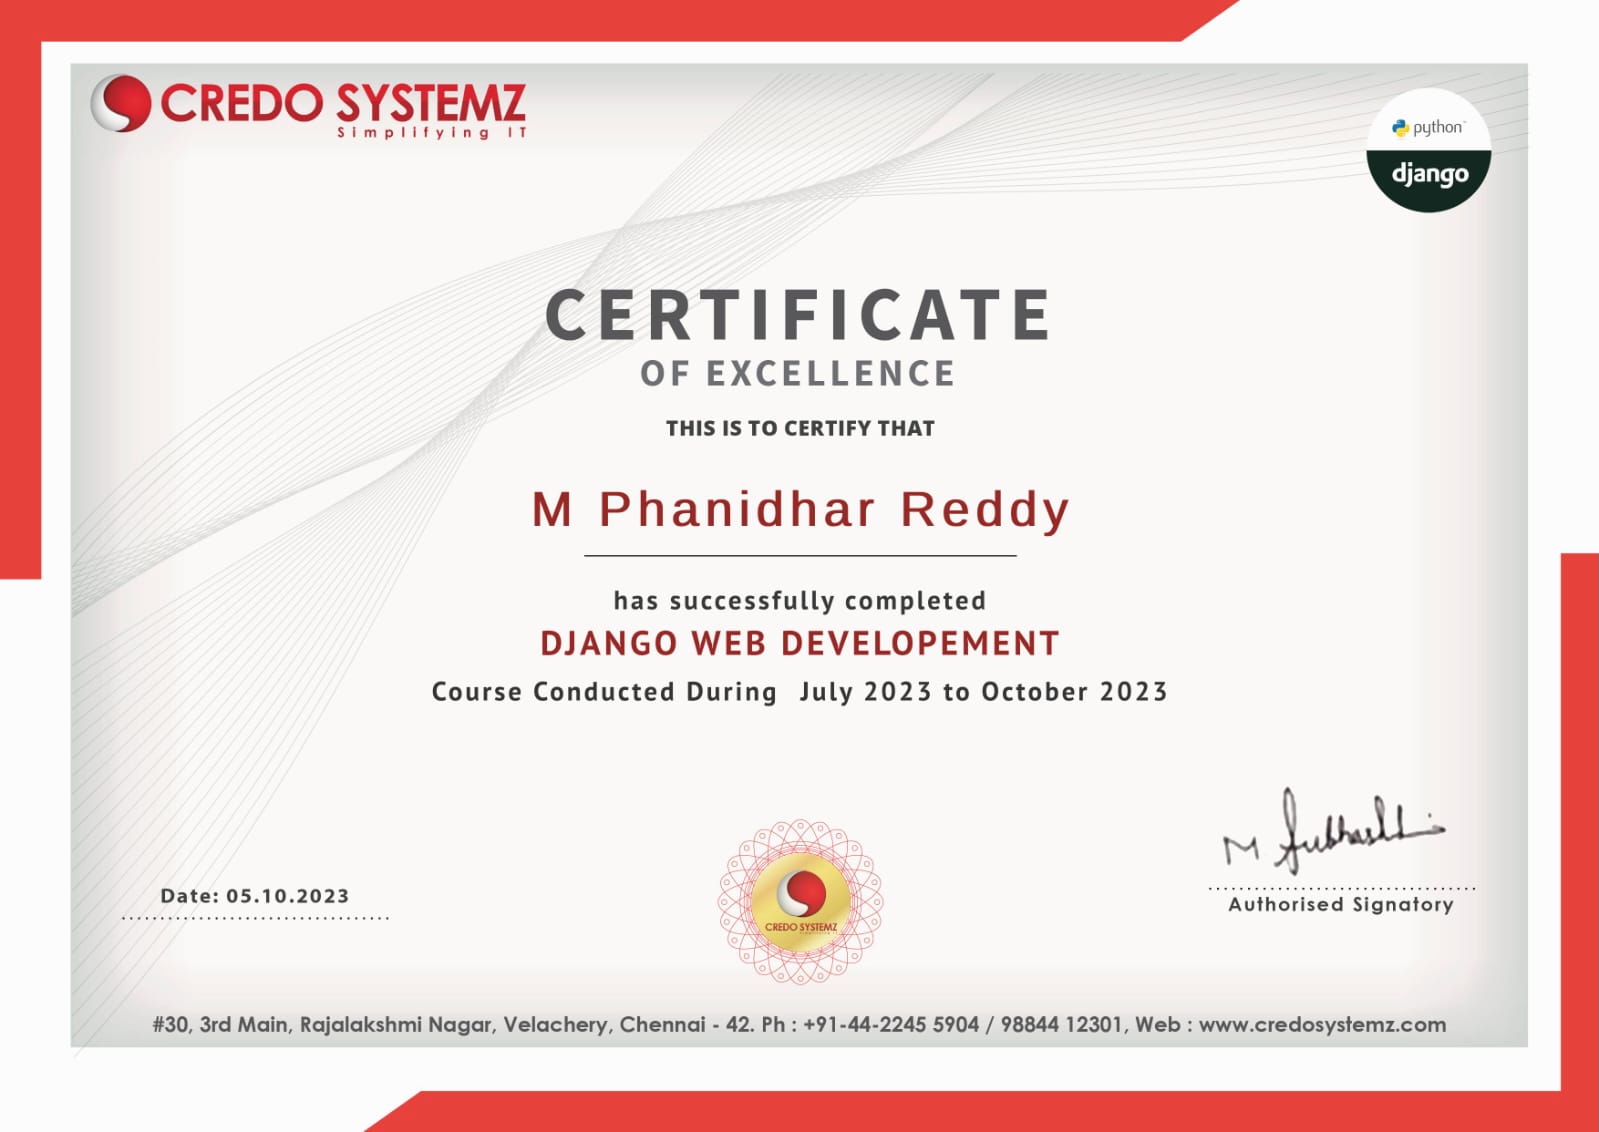 CREDO SYSTEMZ
Simplifying IT
python
django
CERTIFICATE
OF EXCELLENCE
THIS IS TO CERTIFY THAT
M Phanidhar Reddy
has successfully completed
DJANGO WEB DEVELOPEMENT
Course Conducted During July 2023 to October 2023
M
Date: 05.10.2023
Authorised Signatory
CREDO SYSTEMZ
#30, 3rd Main, Rajalakshmi Nagar, Velachery, Chennai - 42. Ph : +91-44-2245 5904 / 98844 12301, Web : www.credosystemz.com